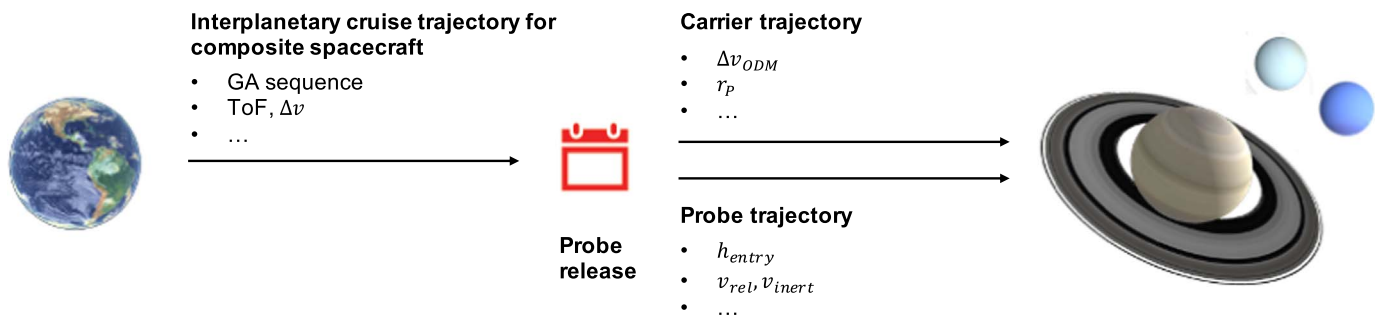 Interplanetary cruise trajectory for
composite spacecraft
• GA sequence
• ToF, Δv
• …
Probe
release
Carrier trajectory
• Δv_ODM
• r_P
• …
Probe trajectory
• h_entry
• v_rel, v_inert
• …